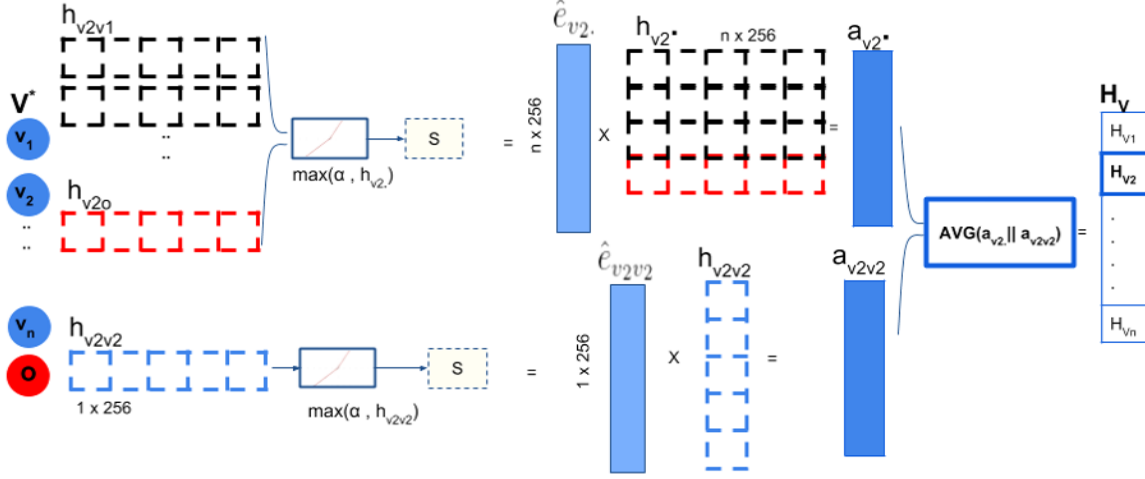 h_v2v1
V*
v_1
v_2
..
..
..
..
h_v2o
max(α , h_v2.)
S
=
n x 256
ê_v2.
X
h_v2.
n x 256
=
a_v2.
v_n
O
h_v2v2
1 x 256
max(α , h_v2v2)
S
=
1 x 256
ê_v2v2
X
h_v2v2
=
a_v2v2
AVG(a_v2.|| a_v2v2)
=
H_V
H_V1
H_V2
.
.
.
.
H_Vn